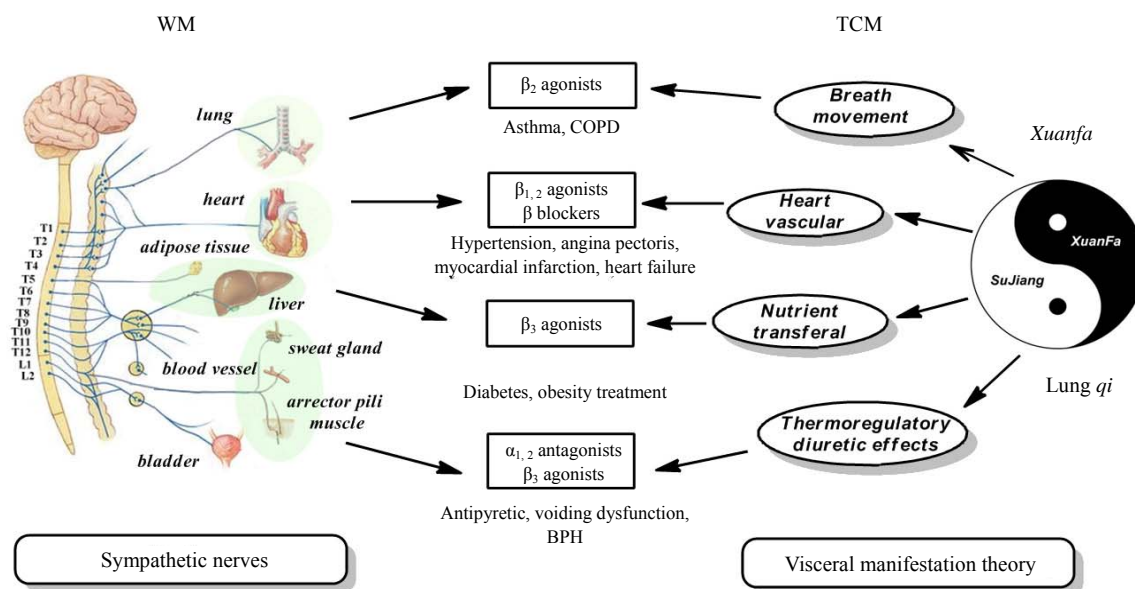 WM
TCM
lung
heart
adipose tissue
liver
sweat gland
blood vessel
arrector pili
muscle
bladder
T1
T2
T3
T4
T5
T6
T7
T8
T9
T10
T11
T12
L1
L2
β2 agonists
Asthma, COPD
β1, 2 agonists
β blockers
Hypertension, angina pectoris,
myocardial infarction, heart failure
β3 agonists
Diabetes, obesity treatment
α1, 2 antagonists
β3 agonists
Antipyretic, voiding dysfunction,
BPH
Breath
movement
Heart
vascular
Nutrient
transferal
Thermoregulatory
diuretic effects
Xuanfa
XuanFa
SuJiang
Lung qi
Sympathetic nerves
Visceral manifestation theory